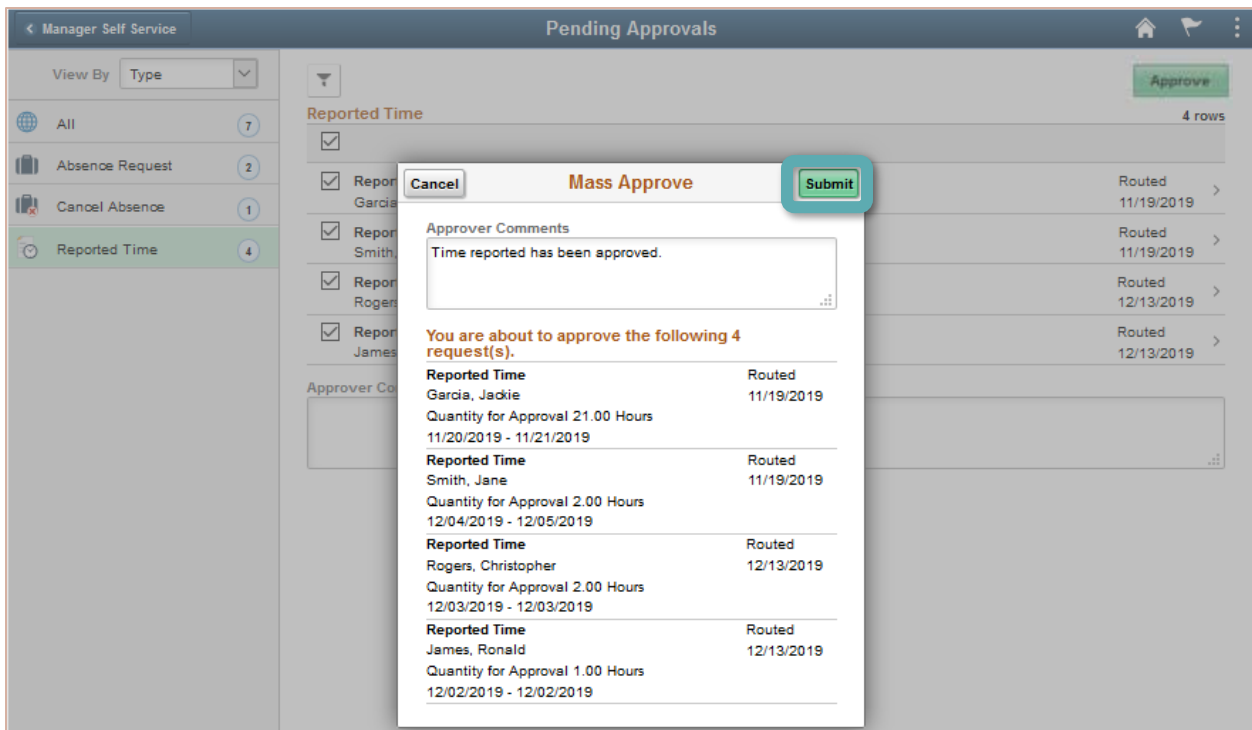 Manager Self Service
Pending Approvals
View By Type
All 7
Absence Request 2
Cancel Absence 1
Reported Time 4
Approve
Reported Time
4 rows
Routed
Garcia
11/19/2019
Routed
Smith,
11/19/2019
Routed
12/13/2019
Routed
James
12/13/2019
Approver
Cancel
Mass Approve
Submit
Approver Comments
Time reported has been approved.
You are about to approve the following 4
request(s).
Reported Time Routed
Garcia, Jackie 11/19/2019
Quantity for Approval 21.00 Hours
11/20/2019 - 11/21/2019
Reported Time Routed
Smith, Jane 11/19/2019
Quantity for Approval 2.00 Hours
12/04/2019 - 12/05/2019
Reported Time Routed
Rogers, Christopher 12/13/2019
Quantity for Approval 2.00 Hours
12/03/2019 - 12/03/2019
Reported Time Routed
James, Ronald 12/13/2019
Quantity for Approval 1.00 Hours
12/02/2019 - 12/02/2019